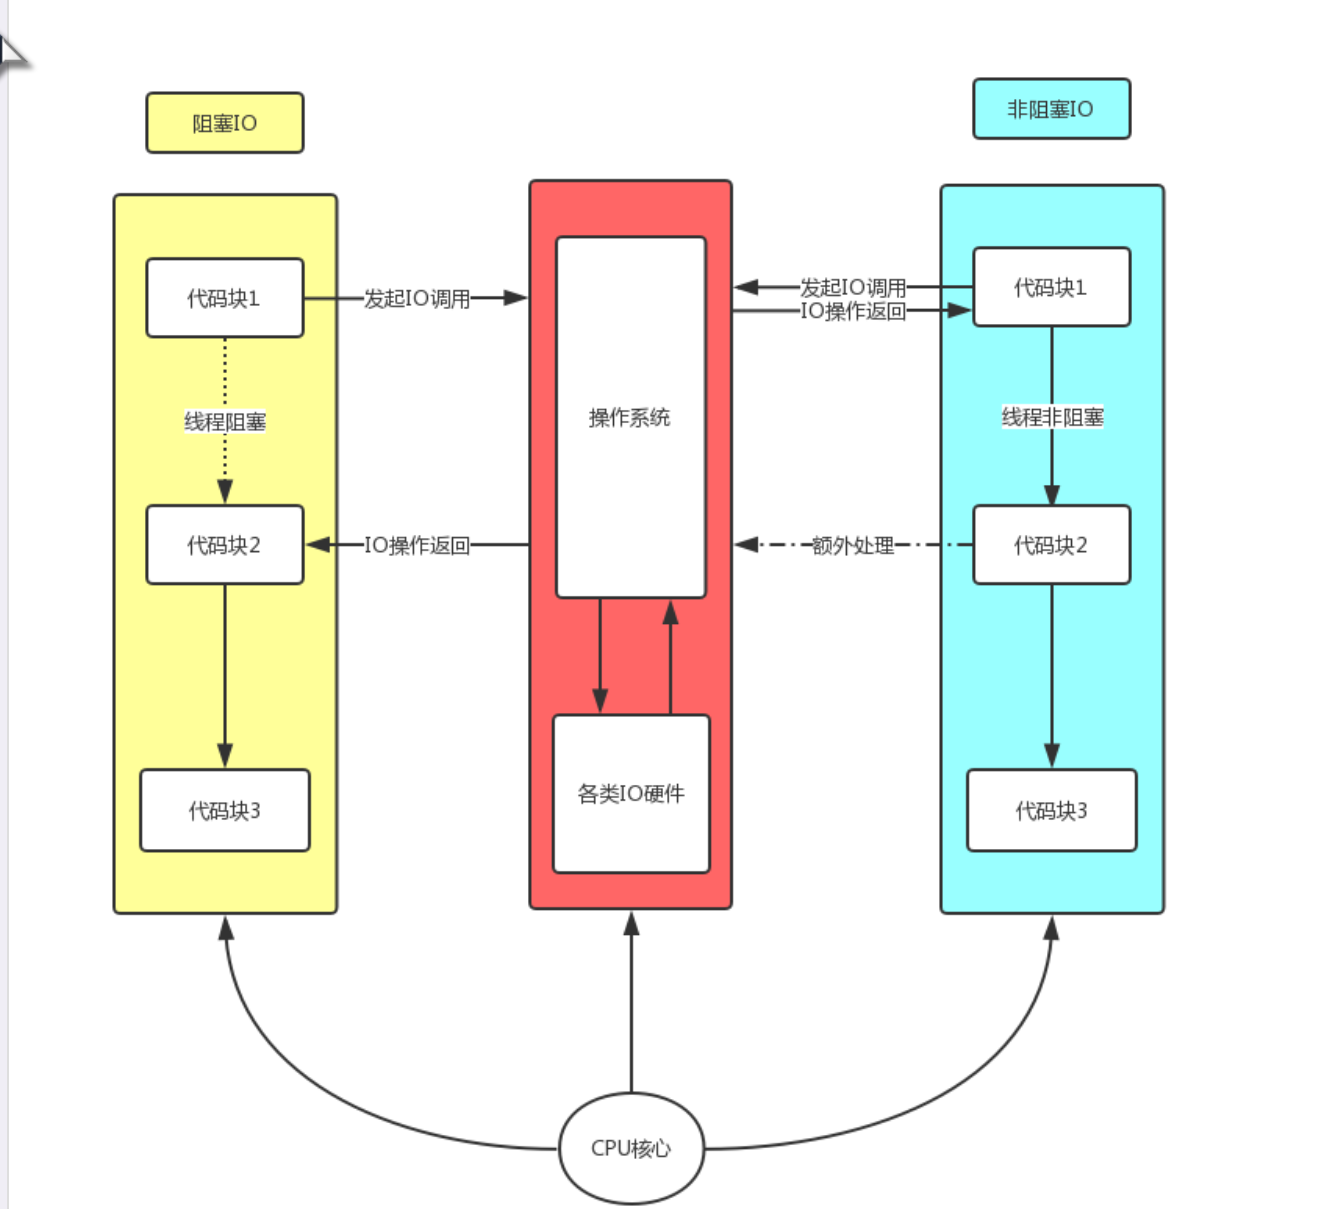 阻塞IO
非阻塞IO
代码块1
发起IO调用
发起IO调用
IO操作返回
代码块1
线程阻塞
操作系统
线程非阻塞
代码块2
IO操作返回
额外处理
代码块2
代码块3
各类IO硬件
代码块3
CPU核心